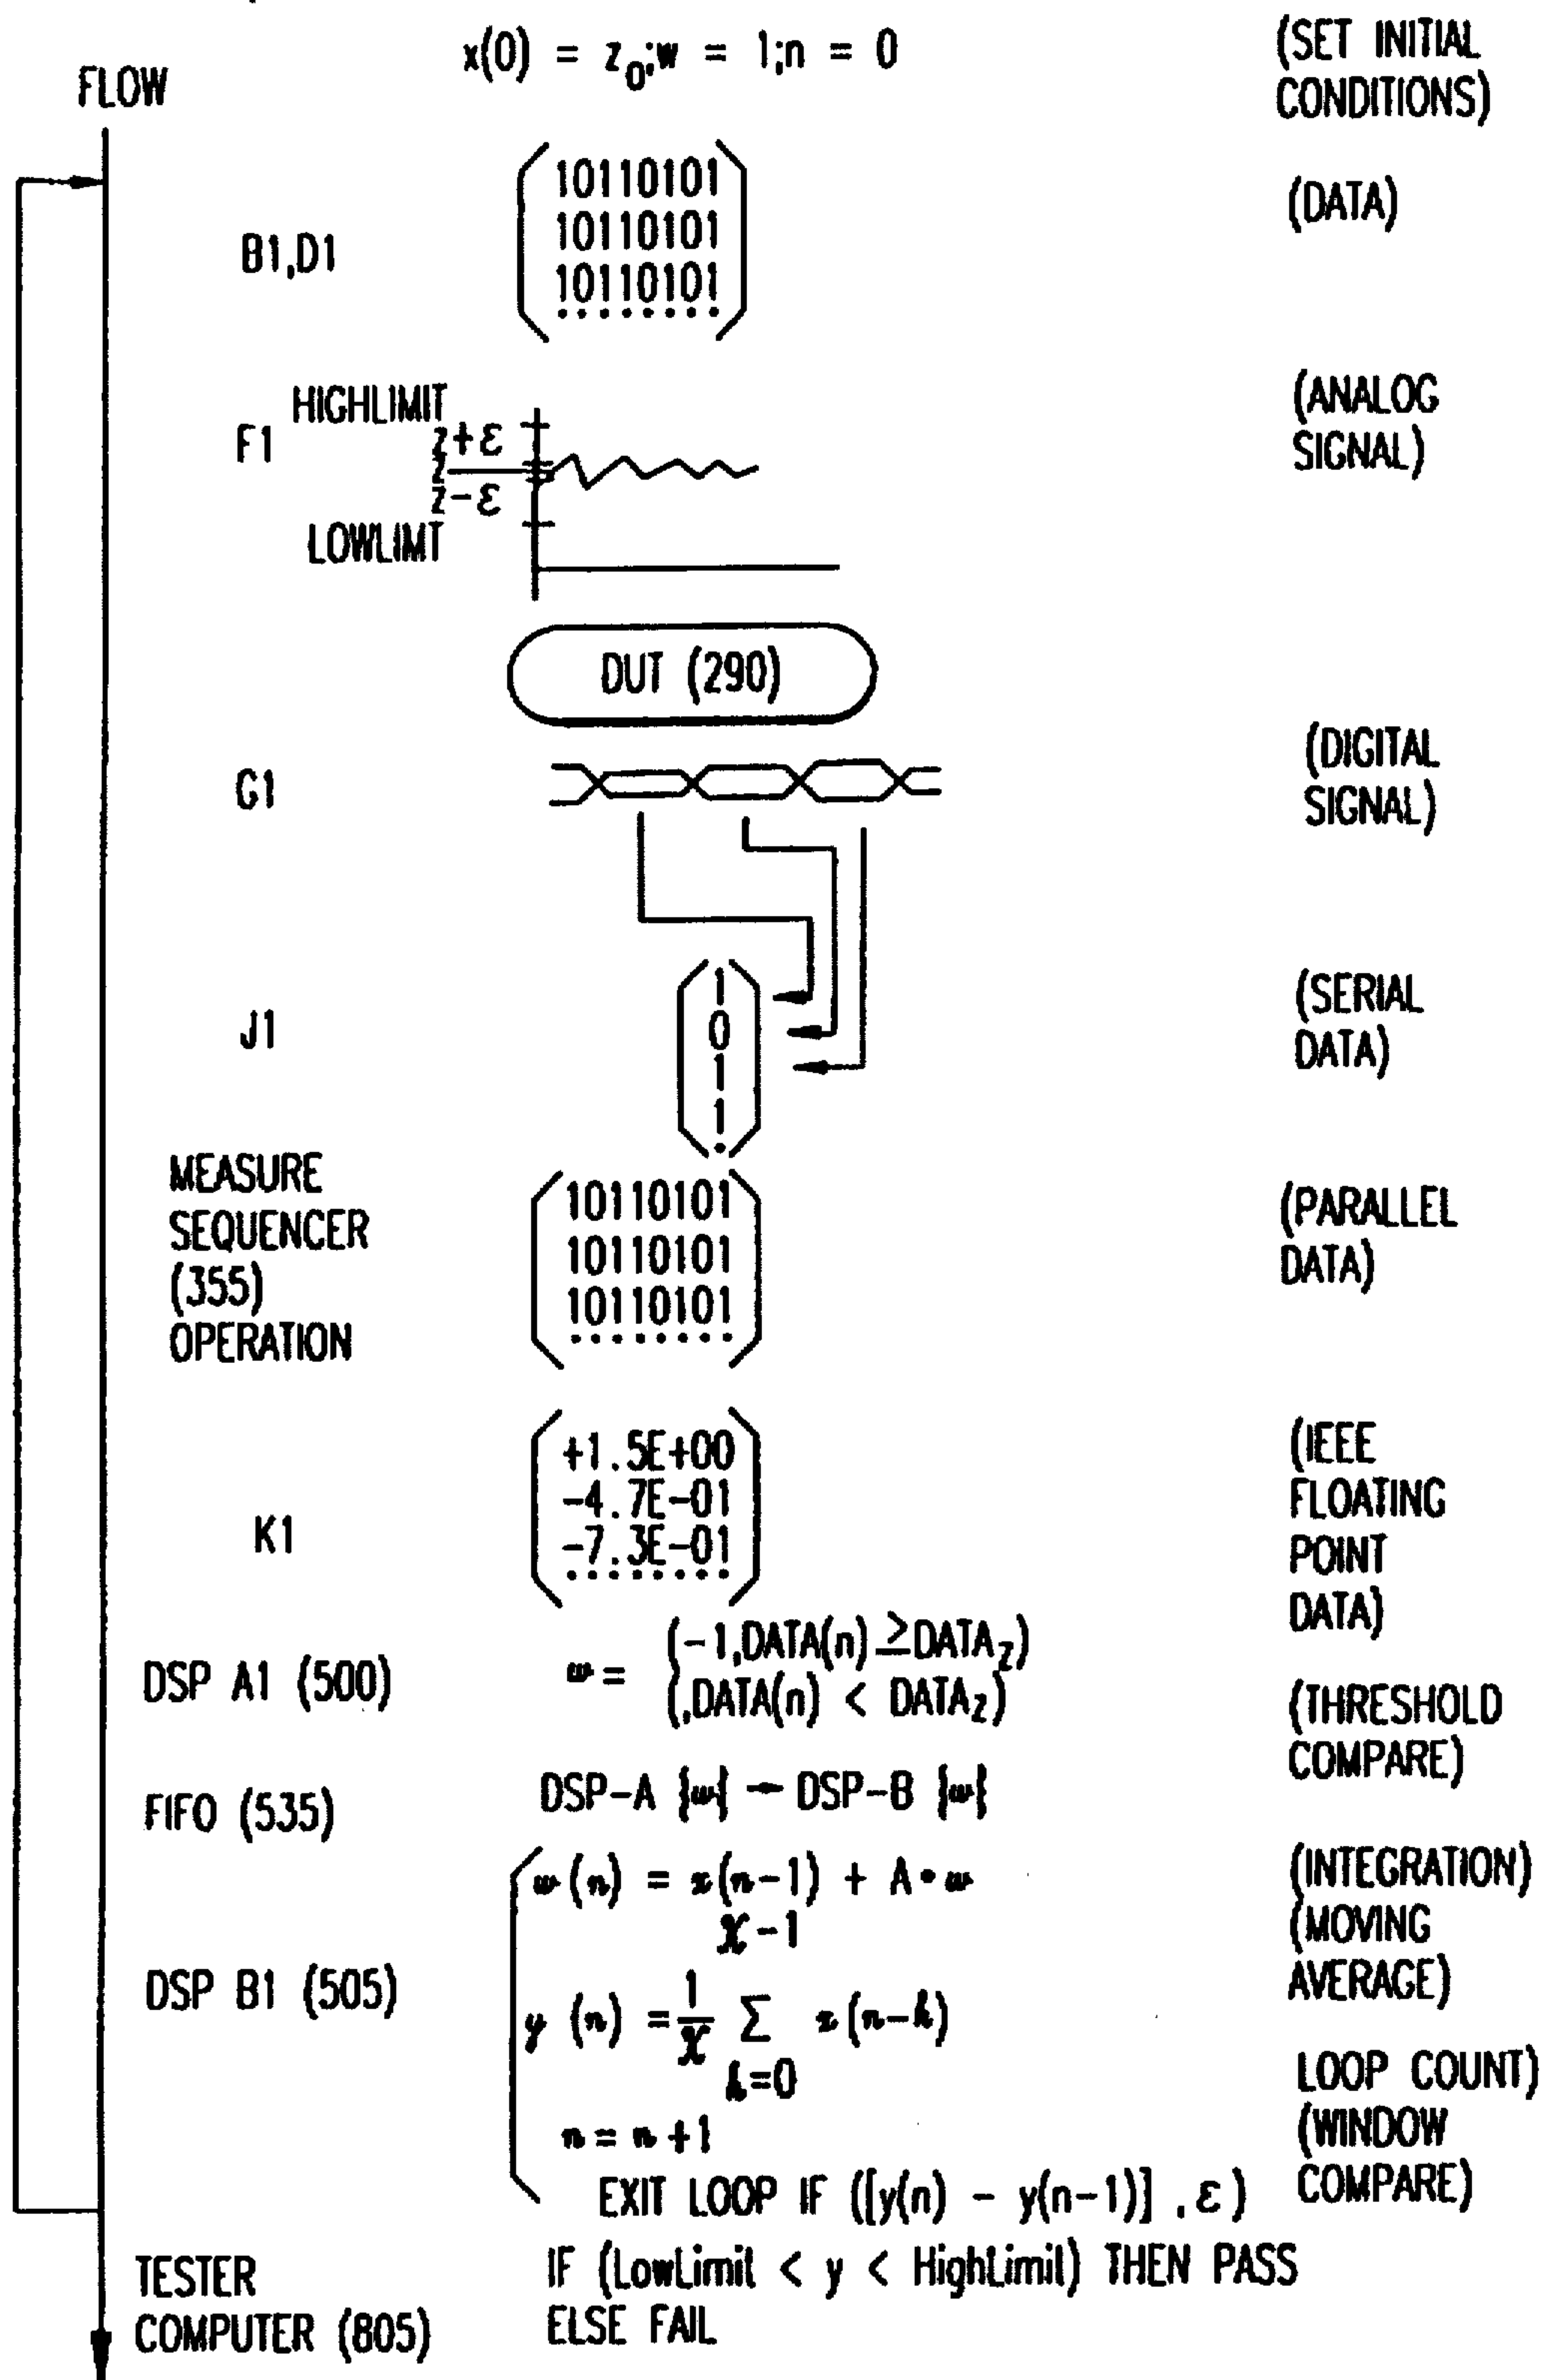 x(0) = z₀;w = 1;n = 0
(SET INITIAL
CONDITIONS)
FLOW
B1,D1
10110101
10110101
10110101
........
(DATA)
F1
HIGHLIMIT
z+ε
z
z-ε
LOWLIMT
(ANALOG
SIGNAL)
DUT (290)
G1
(DIGITAL
SIGNAL)
J1
1
0
1
1
.
(SERIAL
DATA)
MEASURE
SEQUENCER
(355)
OPERATION
10110101
10110101
10110101
........
(PARALLEL
DATA)
K1
+1.5E+00
-4.7E-01
-7.3E-01
........
(IEEE
FLOATING
POINT
DATA)
DSP A1 (500)
w = (-1,DATA(n) ≥DATAz)
(,DATA(n) < DATAz)
(THRESHOLD
COMPARE)
FIFO (535)
DSP-A }w{ - DSP-B }w{
DSP B1 (505)
w(n) = x(n-1) + A•w
X-1
y (n) = 1/X Σ x(n-k)
k=0
n = n +1
EXIT LOOP IF ([y(n) - y(n-1)] , ε)
(INTEGRATION)
(MOVING
AVERAGE)
LOOP COUNT)
(WINDOW
COMPARE)
TESTER
COMPUTER (805)
IF (LowLimit < y < HighLimit) THEN PASS
ELSE FAIL